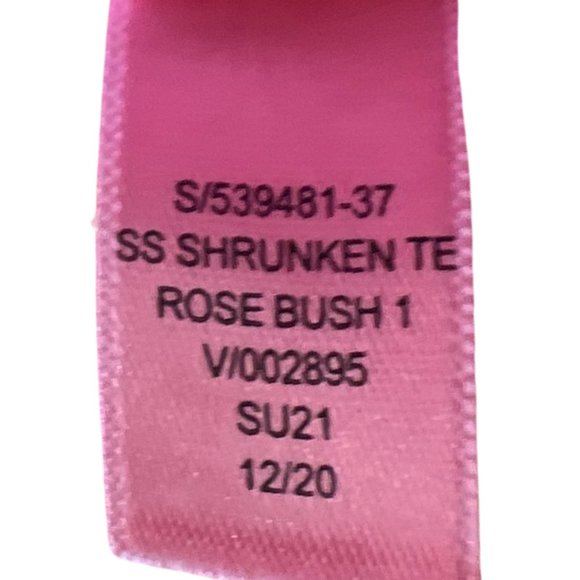 S/539481-37
SS SHRUNKEN TE
ROSE BUSH 1
V/002895
SU21
12/20